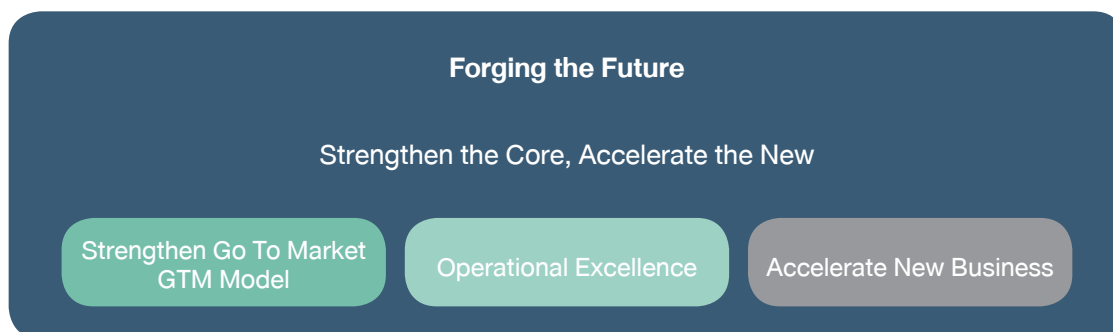 Forging the Future
Strengthen the Core, Accelerate the New
Strengthen Go To Market
GTM Model
Operational Excellence
Accelerate New Business